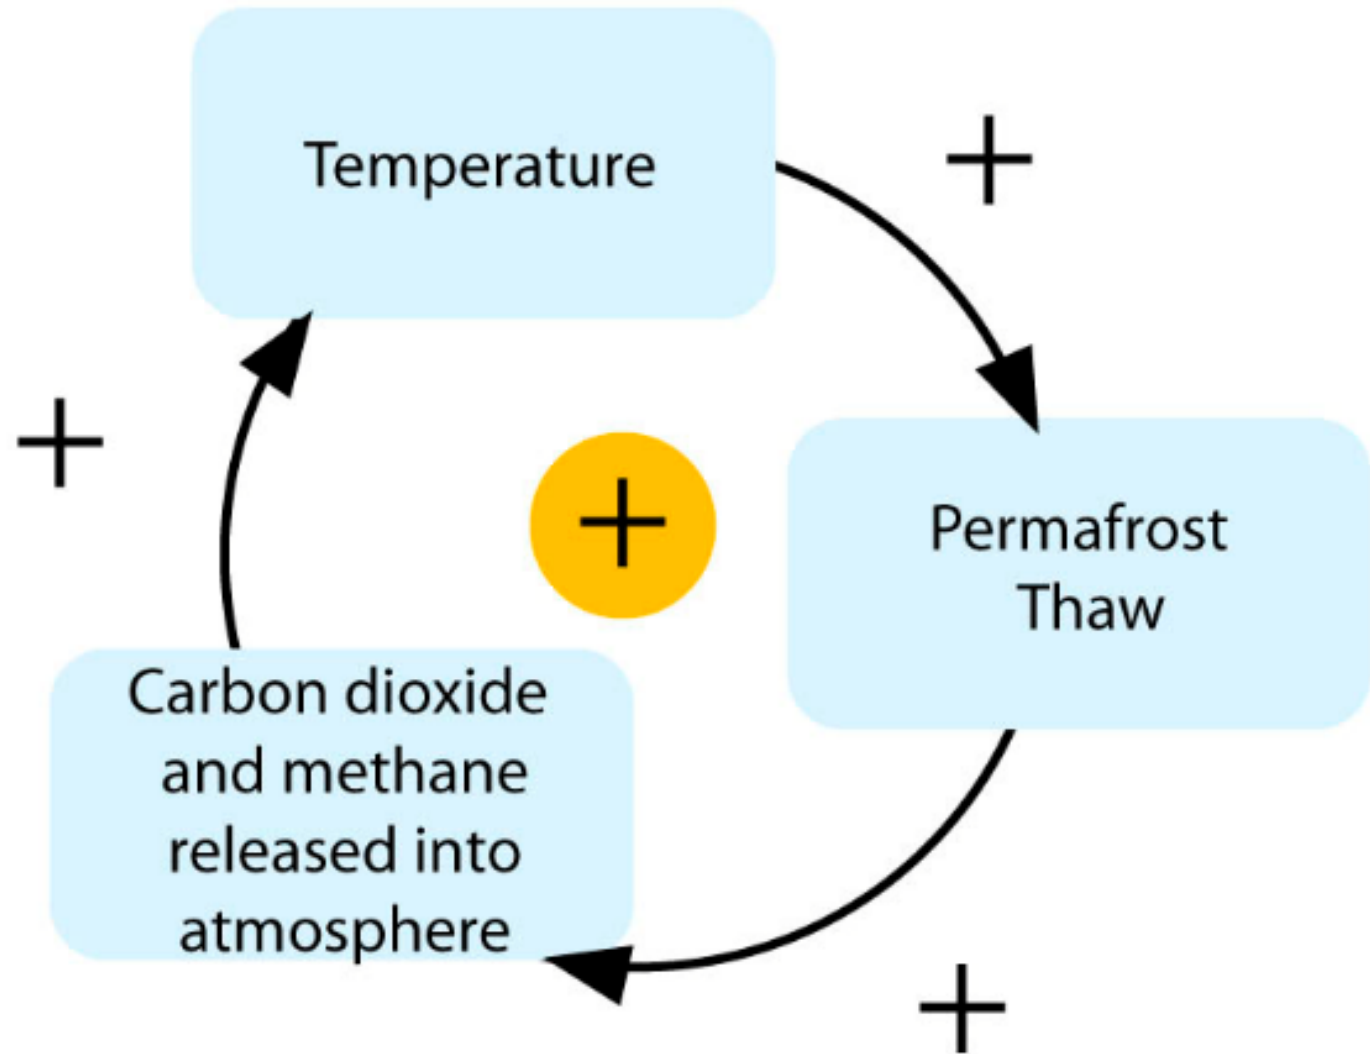 Temperature
+
Permafrost
Thaw
+
Carbon dioxide
and methane
released into
atmosphere
+
+